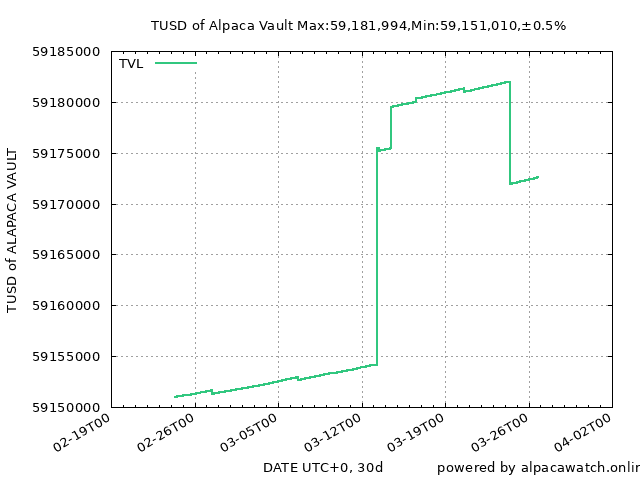 TUSD of Alpaca Vault Max:59,181,994,Min:59,151,010,±0.5%
TVL
59185000
59180000
59175000
59170000
59165000
59160000
59155000
59150000
TUSD of ALAPACA VAULT
02-19T00
02-26T00
03-05T00
03-12T00
03-19T00
03-26T00
04-02T00
DATE UTC+0, 30d
powered by alpacawatch.onlin